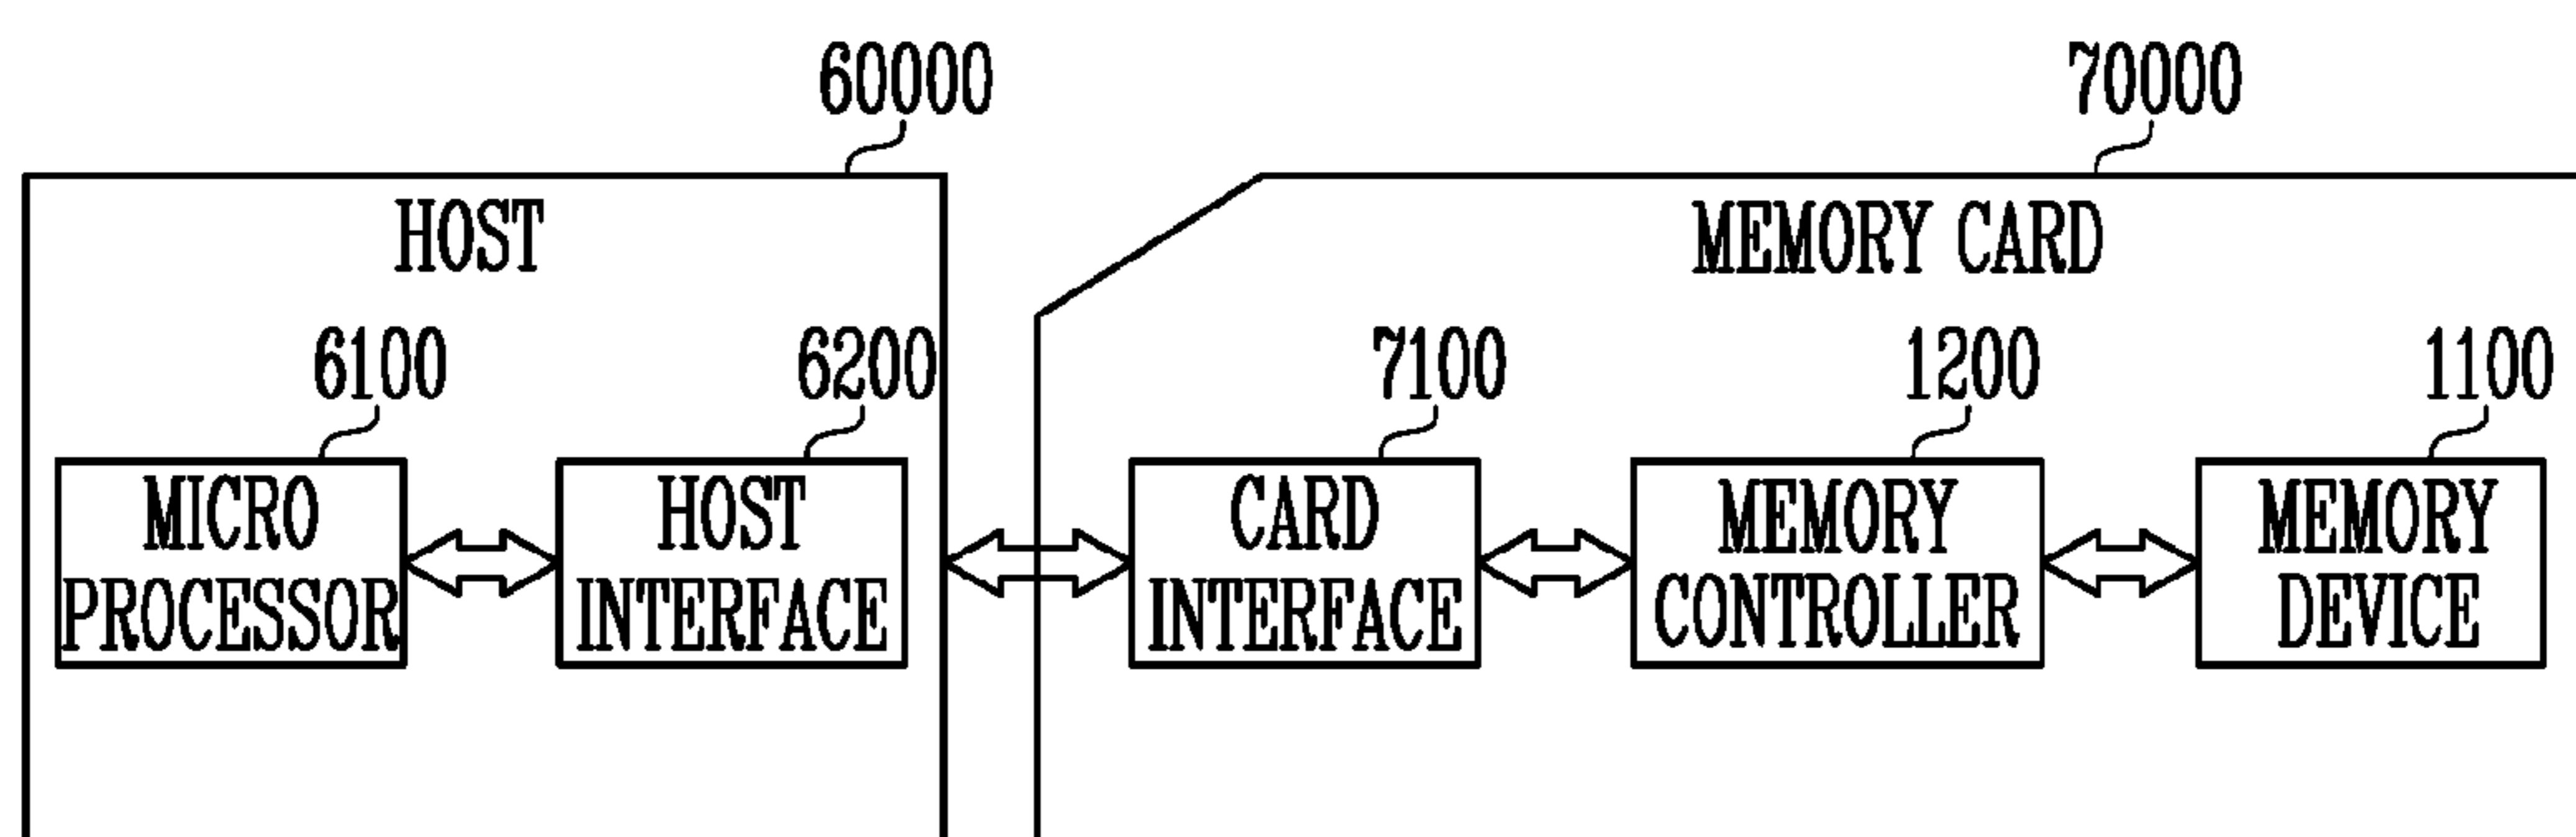 60000
70000
HOST
MEMORY CARD
6100
6200
7100
1200
1100
MICRO
PROCESSOR
HOST
INTERFACE
CARD
INTERFACE
MEMORY
CONTROLLER
MEMORY
DEVICE